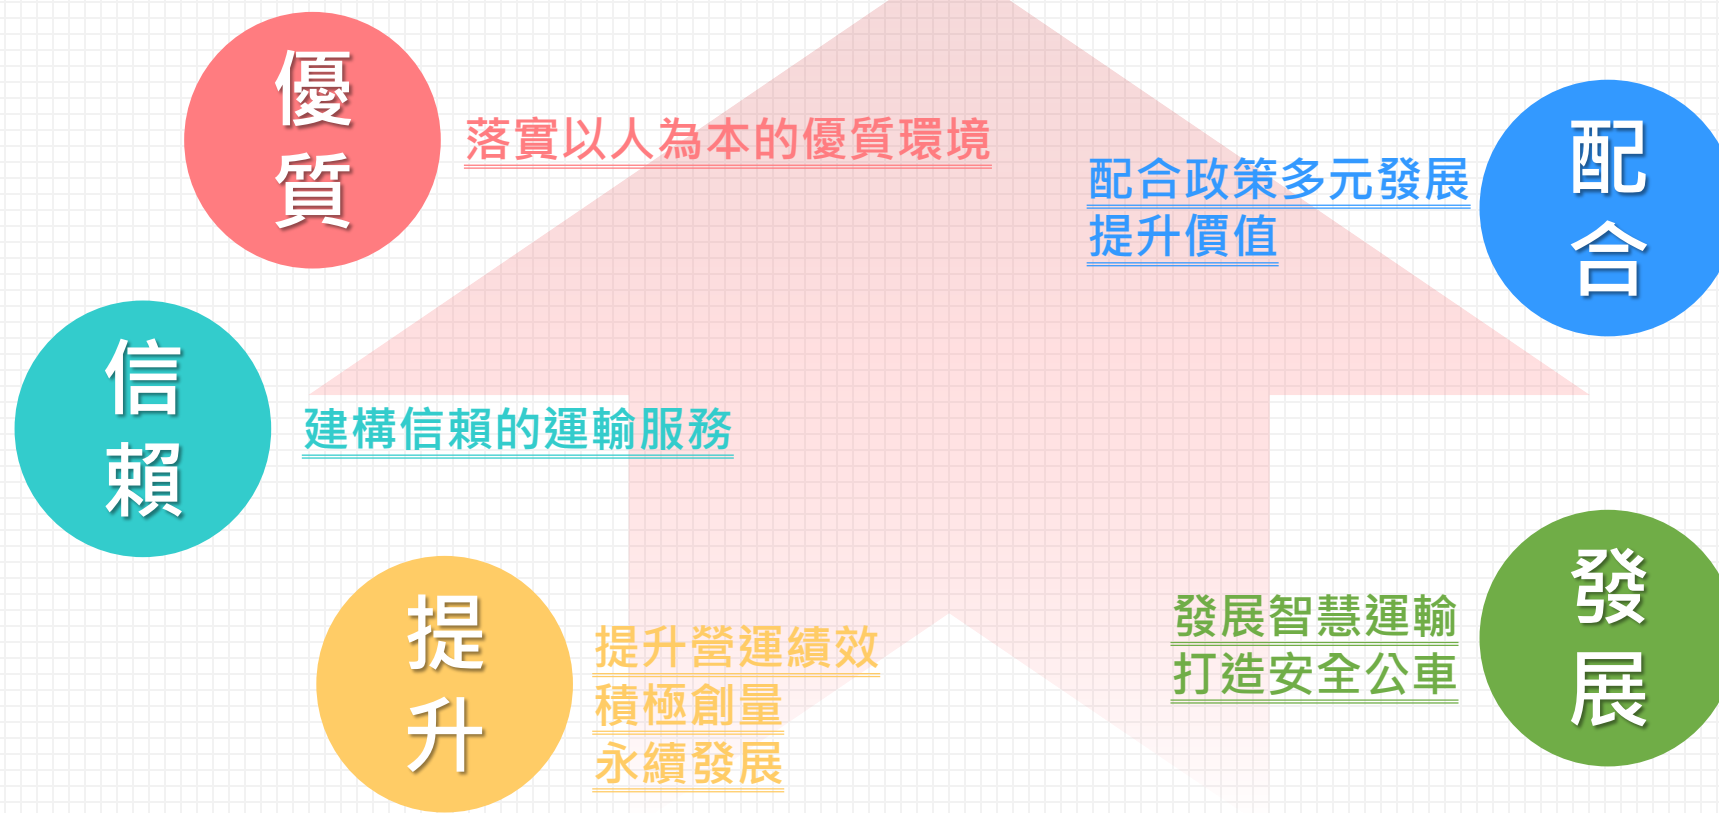 優
質
落實以人為本的優質環境
配合政策多元發展
提升價值
配
合
信
賴
建構信賴的運輸服務
提
升
提升營運績效
積極創量
永續發展
發展智慧運輸
打造安全公車
發
展